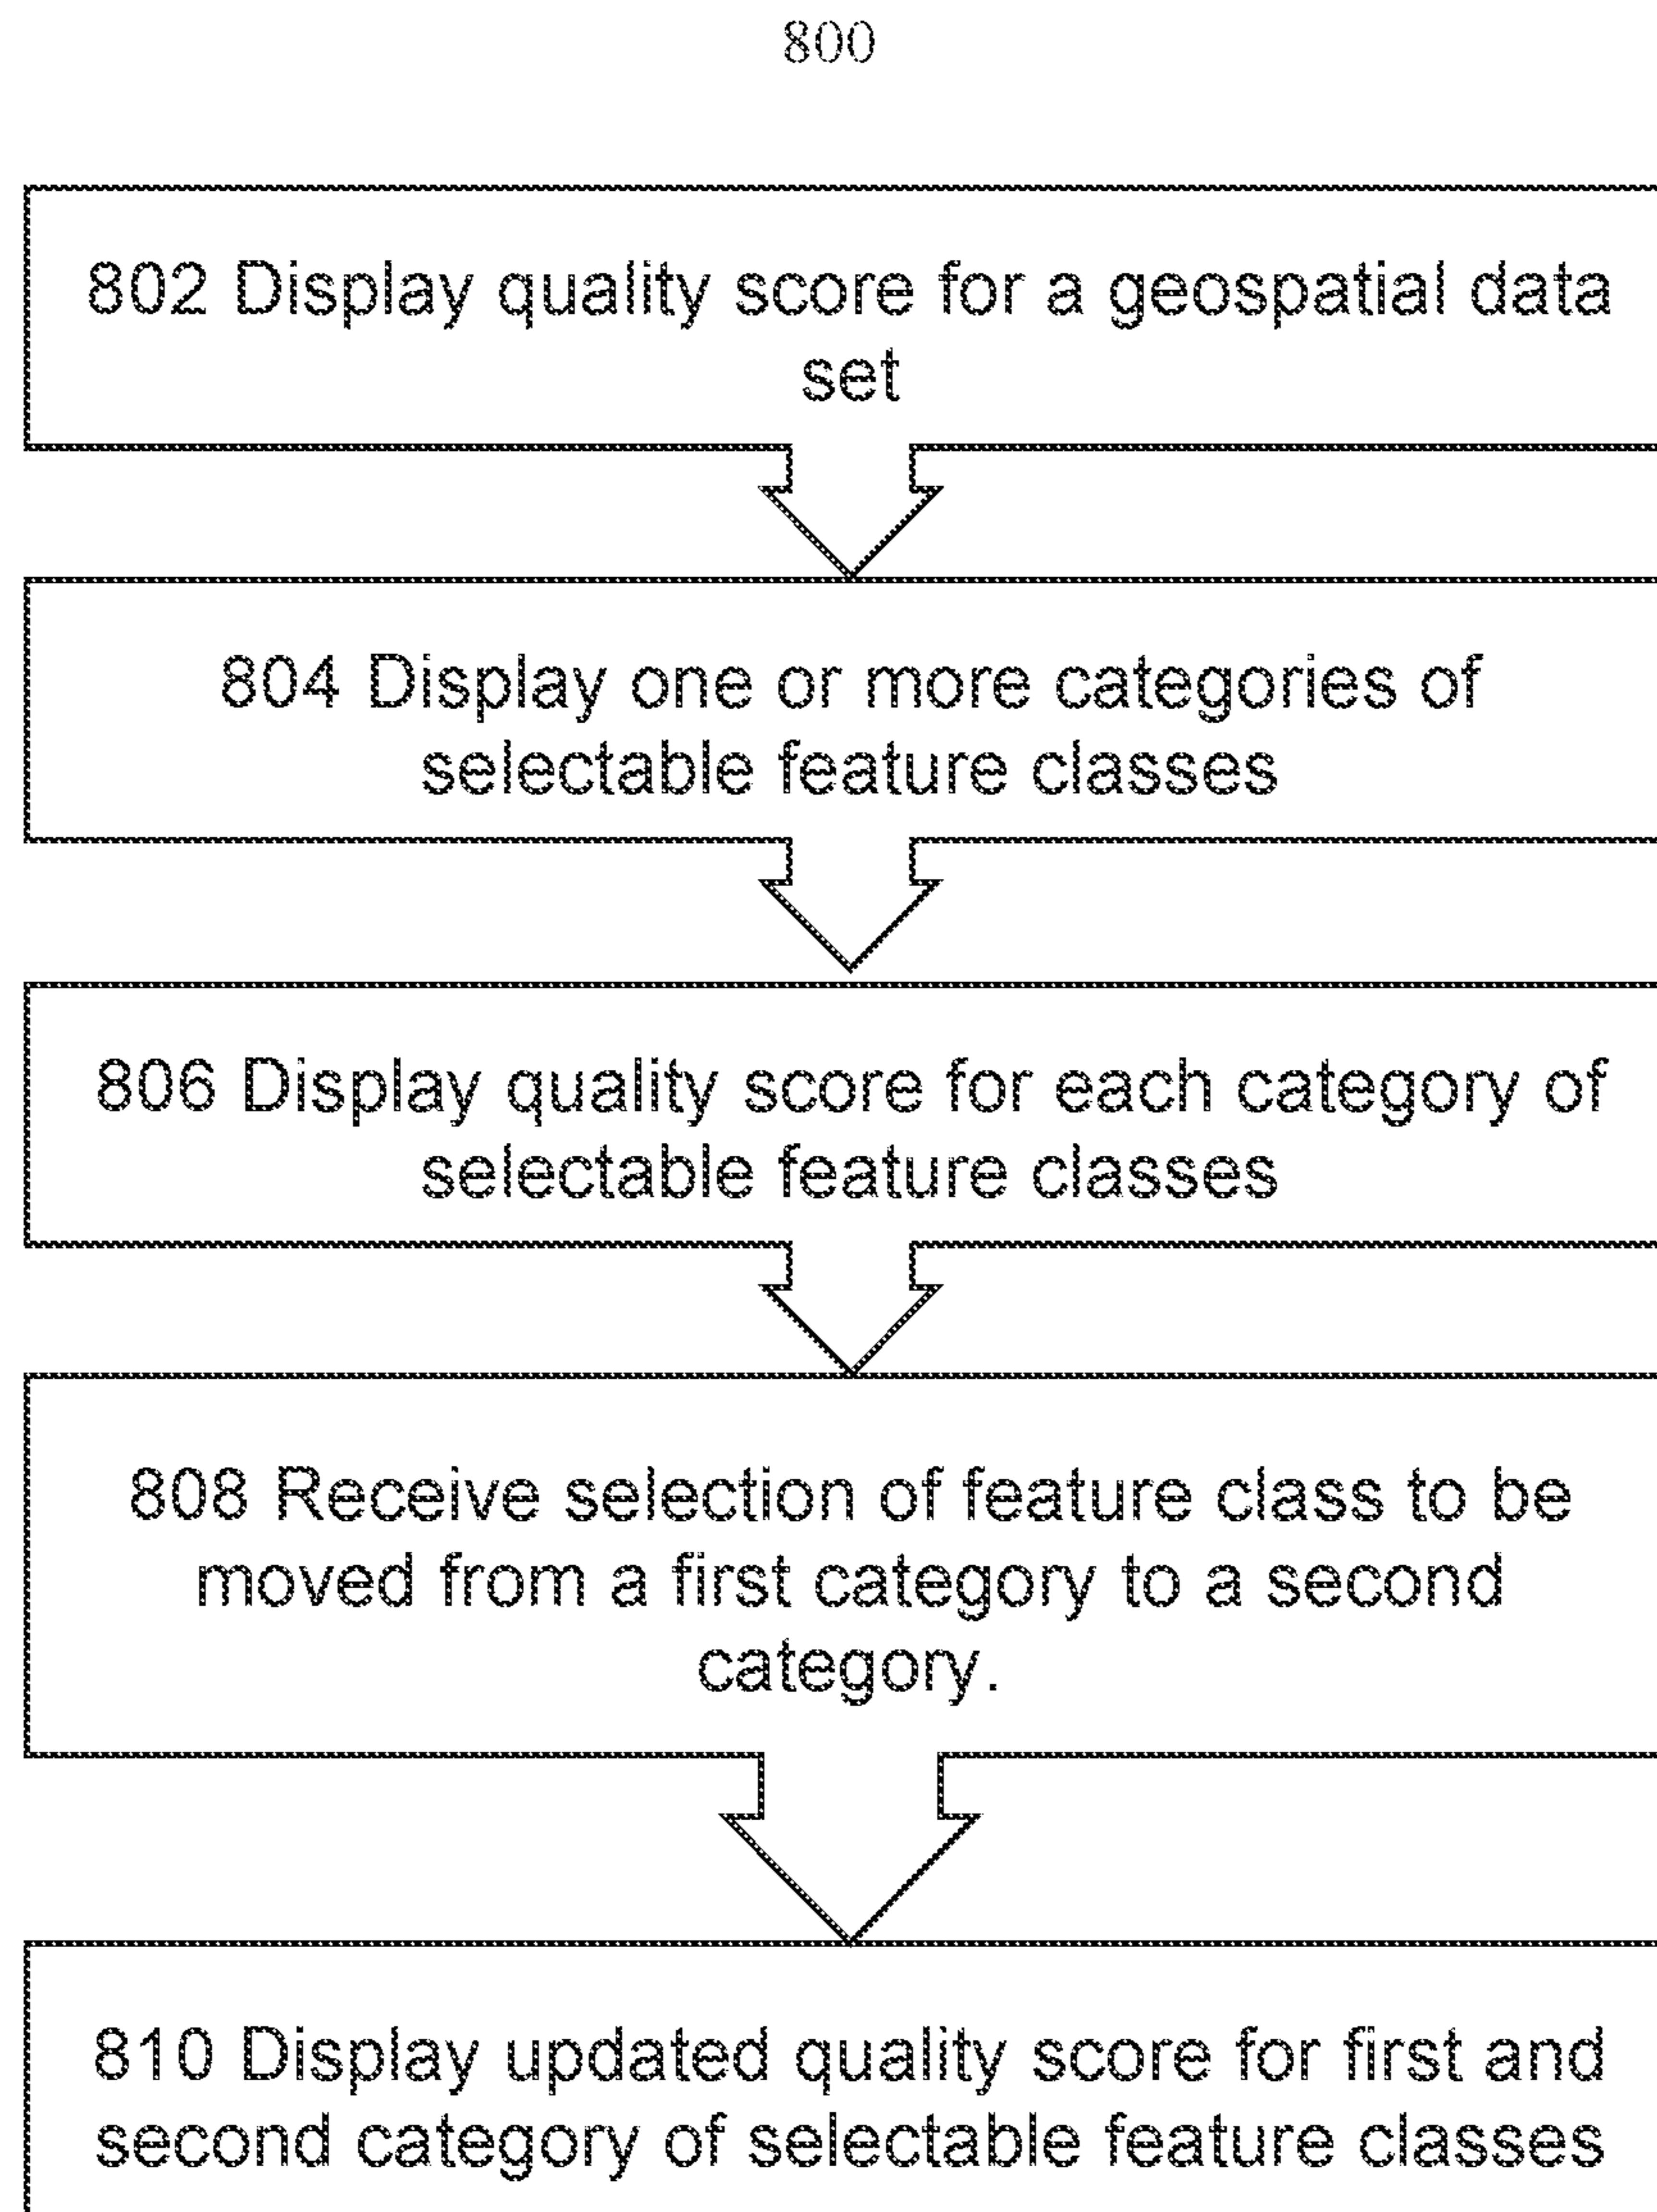 800
802 Display quality score for a geospatial data
set
804 Display one or more categories of
selectable feature classes
806 Display quality score for each category of
selectable feature classes
808 Receive selection of feature class to be
moved from a first category to a second
category.
810 Display updated quality score for first and
second category of selectable feature classes